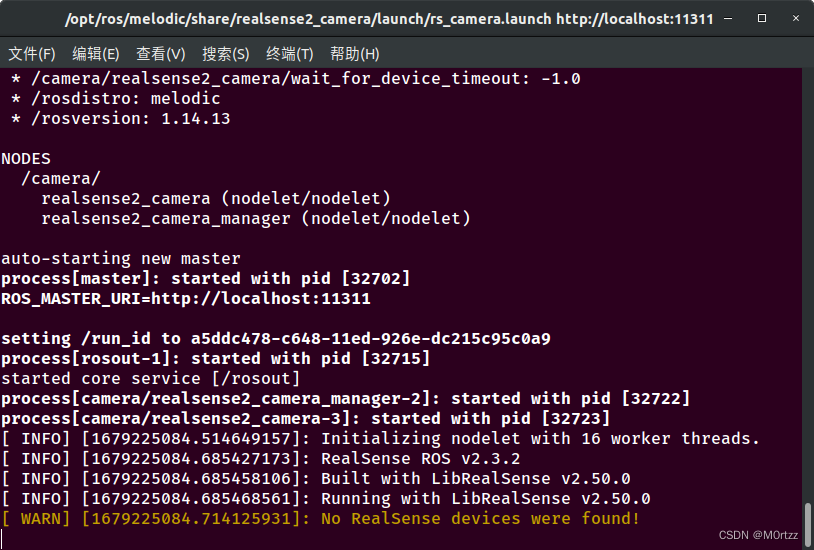 /opt/ros/melodic/share/realsense2_camera/launch/rs_camera.launch http://localhost:11311
文件(F) 编辑(E) 查看(V) 搜索(S) 终端(T) 帮助(H)
* /camera/realsense2_camera/wait_for_device_timeout: -1.0
* /rosdistro: melodic
* /rosversion: 1.14.13
NODES
/camera/
realsense2_camera (nodelet/nodelet)
realsense2_camera_manager (nodelet/nodelet)
auto-starting new master
process[master]: started with pid [32702]
ROS_MASTER_URI=http://localhost:11311
setting /run_id to a5ddc478-c648-11ed-926e-dc215c95c0a9
process[rosout-1]: started with pid [32715]
started core service [/rosout]
process[camera/realsense2_camera_manager-2]: started with pid [32722]
process[camera/realsense2_camera-3]: started with pid [32723]
[ INFO] [1679225084.514649157]: Initializing nodelet with 16 worker threads.
[ INFO] [1679225084.685427173]: RealSense ROS v2.3.2
[ INFO] [1679225084.685458106]: Built with LibRealSense v2.50.0
[ INFO] [1679225084.685468561]: Running with LibRealSense v2.50.0
[ WARN] [1679225084.714125931]: No RealSense devices were found!
CSDN @M0rtzz